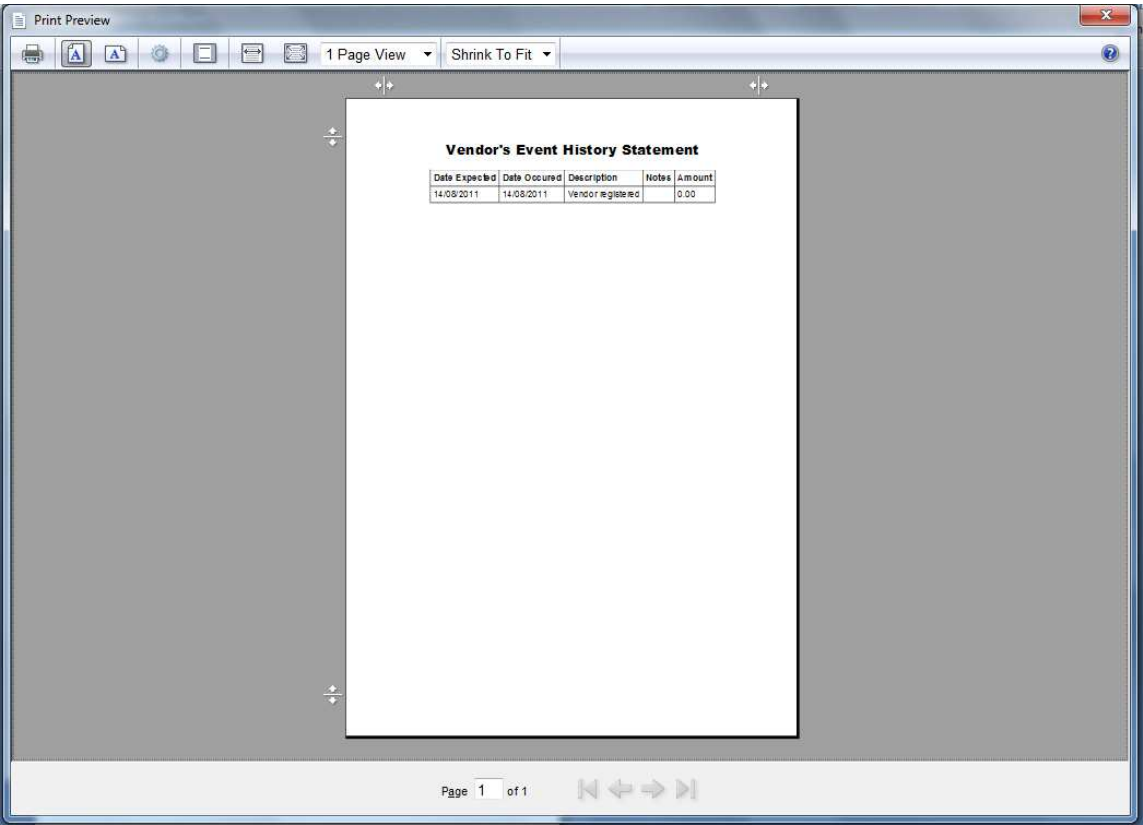 Print Preview
A A 1 Page View Shrink To Fit ?
Vendor's Event History Statement
Date Expected Date Occured Description Notes Amount
14/08/2011 14/08/2011 Vendor registered 0.00
Page 1 of 1